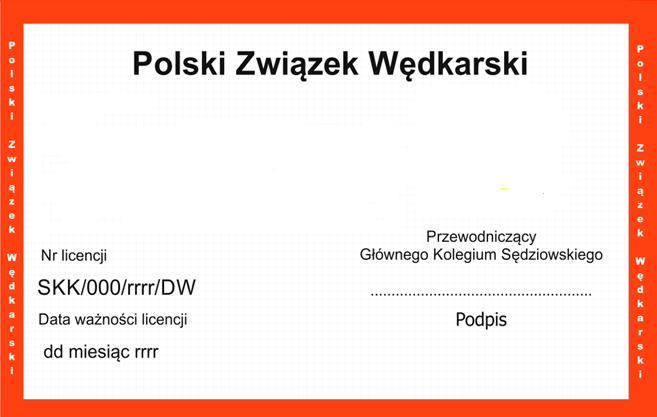 Polski Związek Wędkarski
Polski Związek Wędkarski
Polski Związek Wędkarski
Nr licencji
SKK/000/rrrr/DW
Data ważności licencji
dd miesiąc rrrr
Przewodniczący
Głównego Kolegium Sędziowskiego
........................................................
Podpis